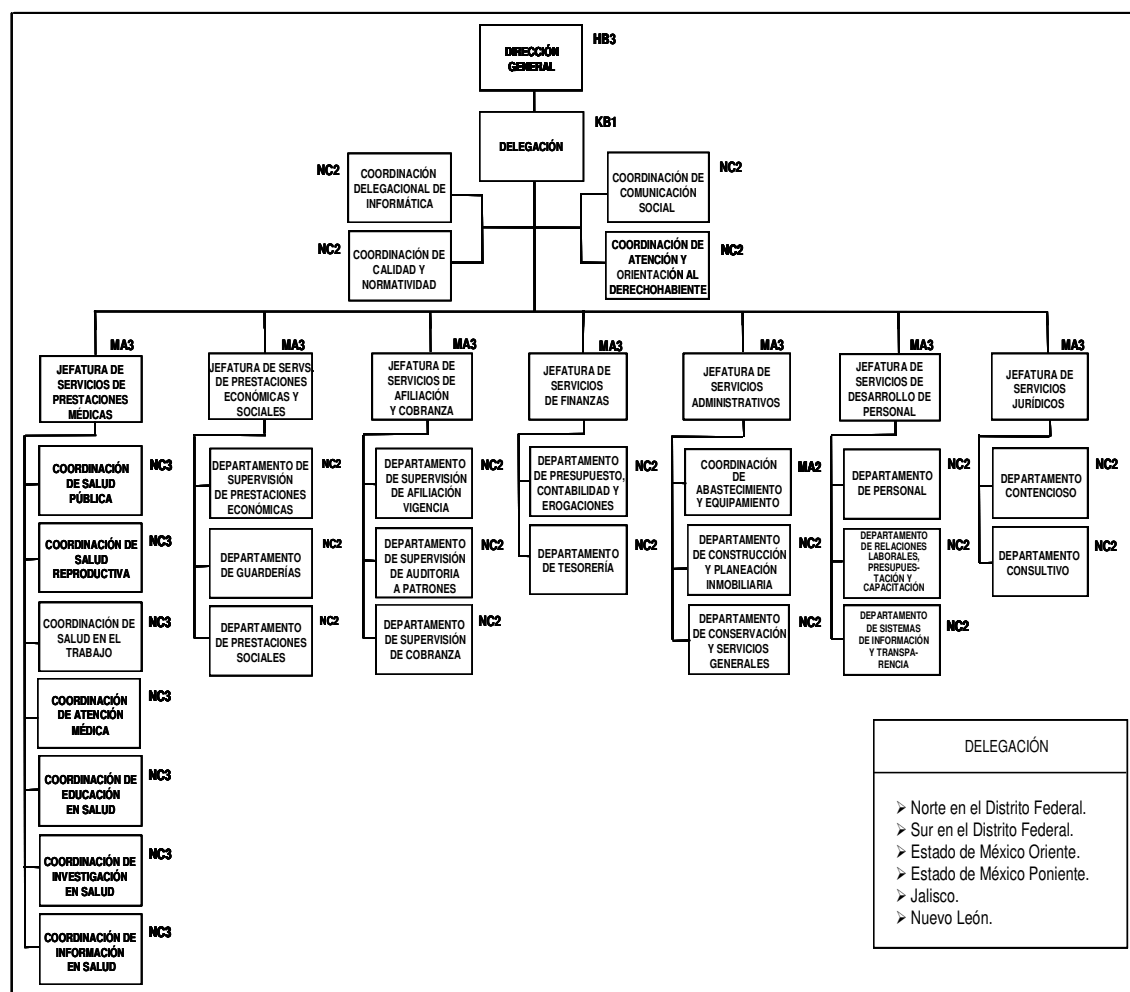 DIRECCIÓN
GENERAL
HB3
DELEGACIÓN
KB1
NC2
COORDINACIÓN
DELEGACIONAL DE
INFORMÁTICA
COORDINACIÓN DE
COMUNICACIÓN
SOCIAL
NC2
NC2
COORDINACIÓN DE
CALIDAD Y
NORMATIVIDAD
COORDINACIÓN DE
ATENCIÓN Y
ORIENTACIÓN AL
DERECHOHABIENTE
NC2
MA3
JEFATURA DE
SERVICIOS DE
PRESTACIONES
MÉDICAS
COORDINACIÓN
DE SALUD
PÚBLICA
NC3
COORDINACIÓN DE
SALUD
REPRODUCTIVA
NC3
COORDINACIÓN DE
SALUD EN EL
TRABAJO
NC3
COORDINACIÓN
DE ATENCIÓN
MÉDICA
NC3
COORDINACIÓN DE
EDUCACIÓN
EN SALUD
NC3
COORDINACIÓN DE
INVESTIGACIÓN
EN SALUD
NC3
COORDINACIÓN DE
INFORMACIÓN
EN SALUD
NC3
MA3
JEFATURA DE SERVS.
DE PRESTACIONES
ECONÓMICAS Y
SOCIALES
DEPARTAMENTO DE
SUPERVISIÓN
DE PRESTACIONES
ECONÓMICAS
NC2
DEPARTAMENTO
DE GUARDERÍAS
NC2
DEPARTAMENTO
DE PRESTACIONES
SOCIALES
NC2
MA3
JEFATURA DE
SERVICIOS DE
AFILIACIÓN
Y COBRANZA
DEPARTAMENTO
DE SUPERVISIÓN
DE AFILIACIÓN
VIGENCIA
NC2
DEPARTAMENTO
DE SUPERVISIÓN
DE AUDITORIA
A PATRONES
NC2
DEPARTAMENTO
DE SUPERVISIÓN
DE COBRANZA
NC2
MA3
JEFATURA DE
SERVICIOS
DE FINANZAS
DEPARTAMENTO
DE PRESUPUESTO,
CONTABILIDAD Y
EROGACIONES
NC2
DEPARTAMENTO
DE TESORERÍA
NC2
MA3
JEFATURA DE
SERVICIOS
ADMINISTRATIVOS
COORDINACIÓN
DE
ABASTECIMIENTO
Y EQUIPAMIENTO
MA2
DEPARTAMENTO
DE CONSTRUCCIÓN
Y PLANEACIÓN
INMOBILIARIA
NC2
DEPARTAMENTO
DE CONSERVACIÓN
Y SERVICIOS
GENERALES
NC2
MA3
JEFATURA DE
SERVICIOS DE
DESARROLLO DE
PERSONAL
DEPARTAMENTO
DE PERSONAL
NC2
DEPARTAMENTO
DE RELACIONES
LABORALES,
PRESUPUES-
TACIÓN Y
CAPACITACIÓN
NC2
DEPARTAMENTO
DE SISTEMAS
DE INFORMACIÓN
Y TRANSPA-
RENCIA
NC2
MA3
JEFATURA DE
SERVICIOS
JURÍDICOS
DEPARTAMENTO
CONTENCIOSO
NC2
DEPARTAMENTO
CONSULTIVO
NC2
DELEGACIÓN
➢ Norte en el Distrito Federal.
➢ Sur en el Distrito Federal.
➢ Estado de México Oriente.
➢ Estado de México Poniente.
➢ Jalisco.
➢ Nuevo León.